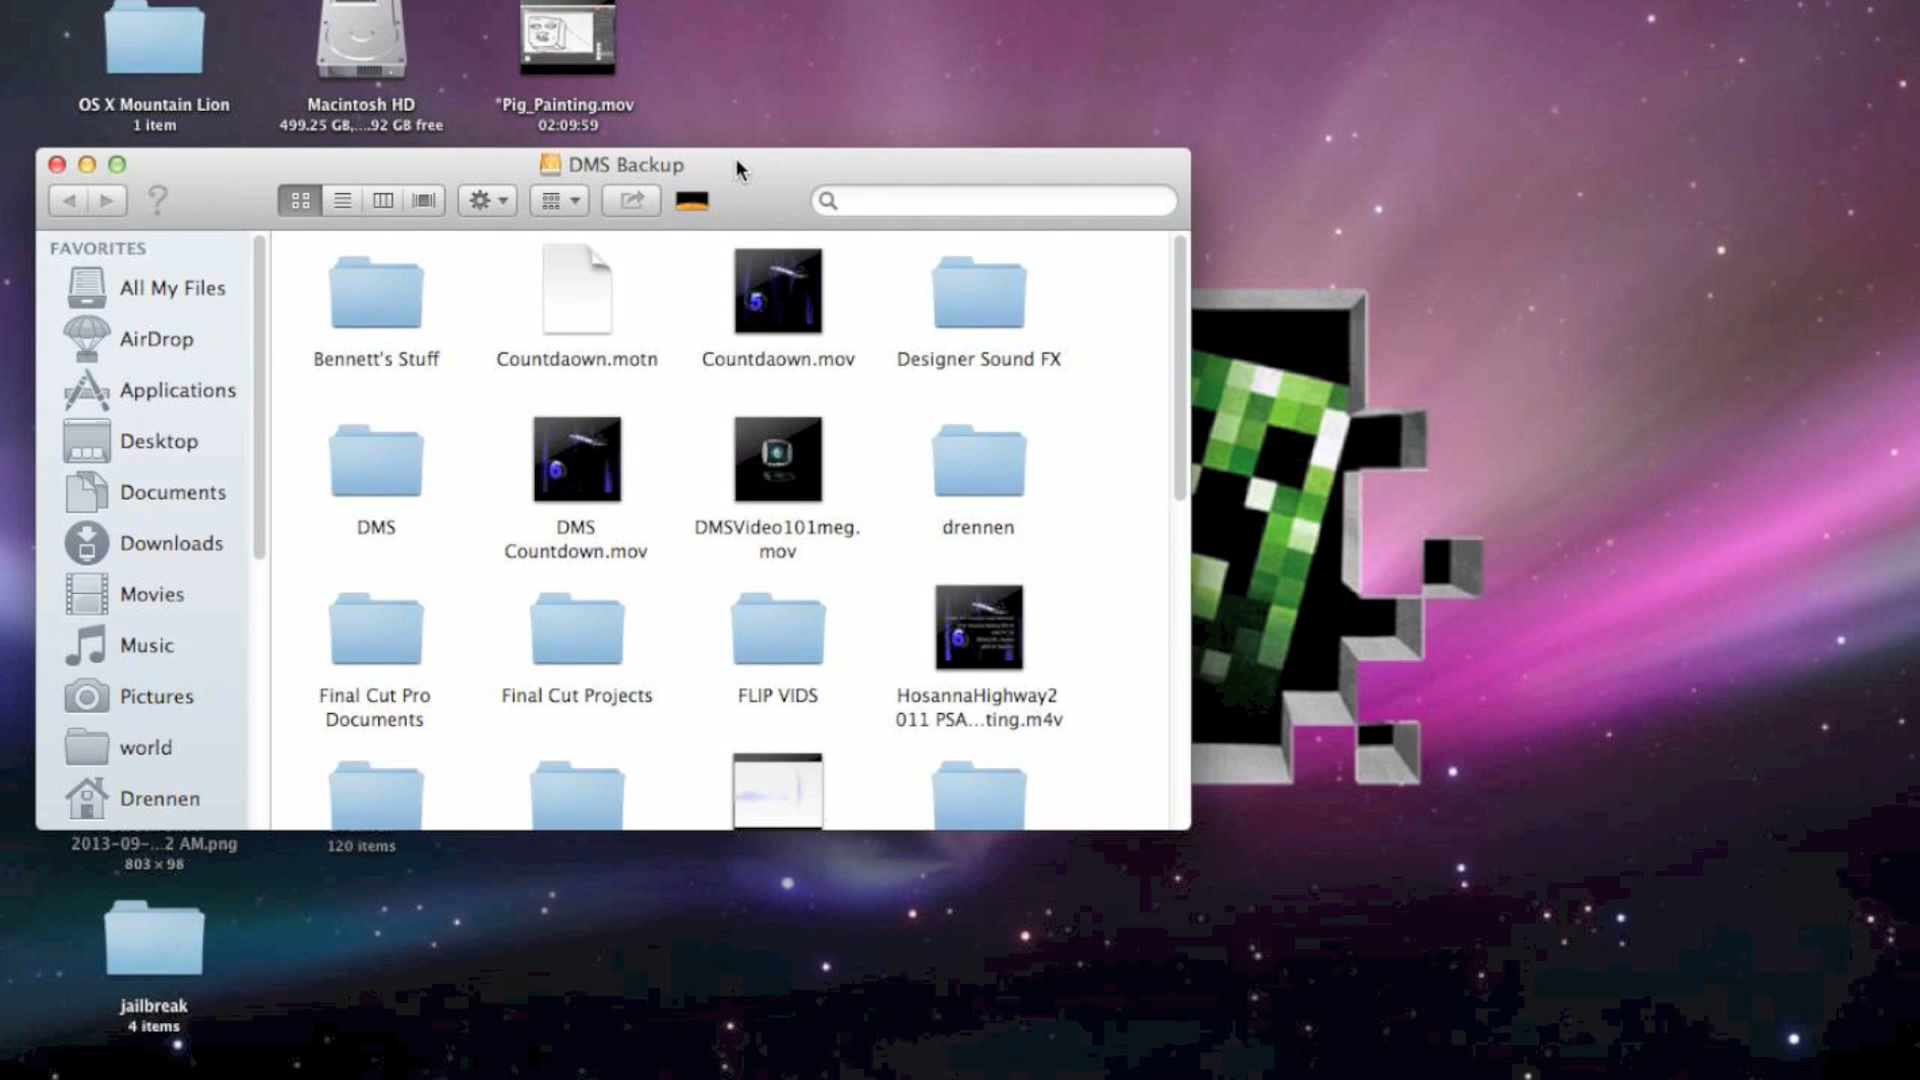 OS X Mountain Lion
1 item
Macintosh HD
499.25 GB,...92 GB free
"Pig_Painting.mov
02:09:59
DMS Backup
FAVORITES
All My Files
AirDrop
Applications
Desktop
Documents
Downloads
Movies
Music
Pictures
world
Drennen
Bennett's Stuff
Countdaown.motn
Countdaown.mov
Designer Sound FX
DMS
DMS
Countdown.mov
DMSVideo101meg.
mov
drennen
Final Cut Pro
Documents
Final Cut Projects
FLIP VIDS
HosannaHighway2
011 PSA...ting.m4v
2013-09-...2 AM.png
803 × 98
120 items
jailbreak
4 items